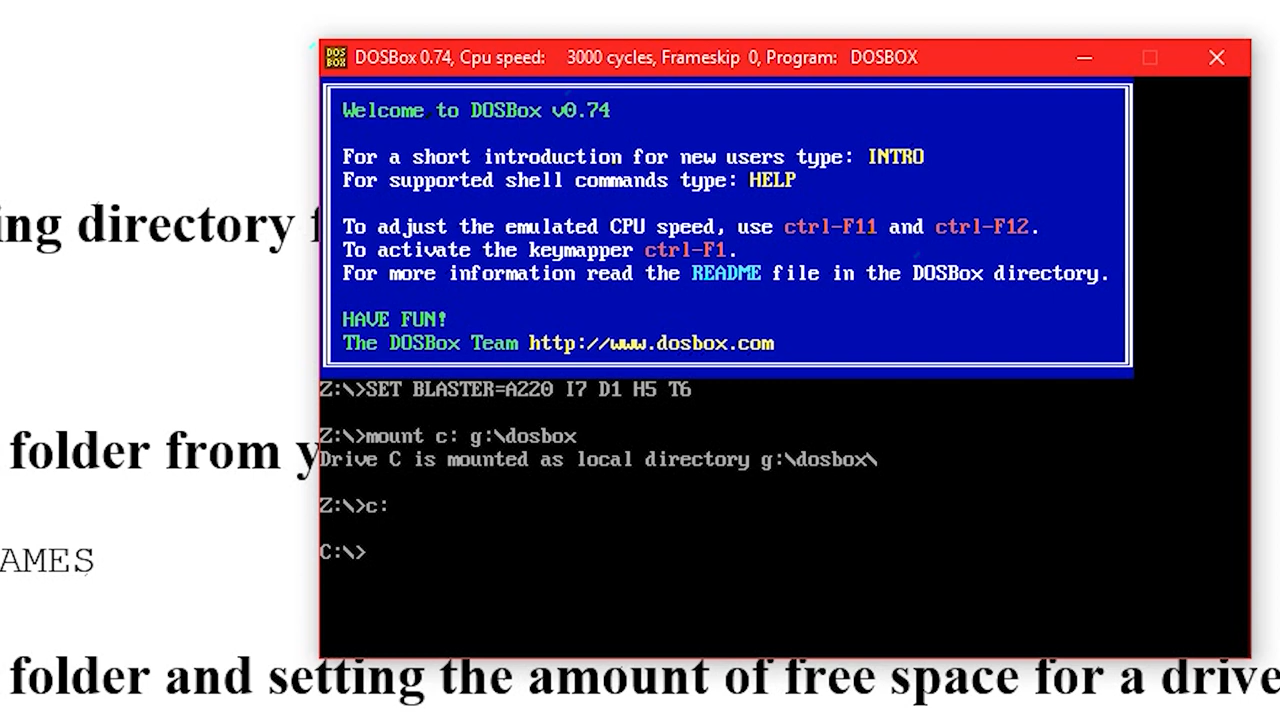 DOSBox 0.74, Cpu speed: 3000 cycles, Frameskip 0, Program: DOSBOX
Welcome to DOSBox v0.74
For a short introduction for new users type: INTRO
For supported shell commands type: HELP
To adjust the emulated CPU speed, use ctrl-F11 and ctrl-F12.
To activate the keymapper ctrl-F1.
For more information read the README file in the DOSBox directory.
HAVE FUN!
The DOSBox Team http://www.dosbox.com
Z:\>SET BLASTER=A220 I7 D1 H5 T6
Z:\>mount c: g:\dosbox
Drive C is mounted as local directory g:\dosbox\
Z:\>c:
C:\>
ing directory f
folder from y
AMES
folder and setting the amount of free space for a drive